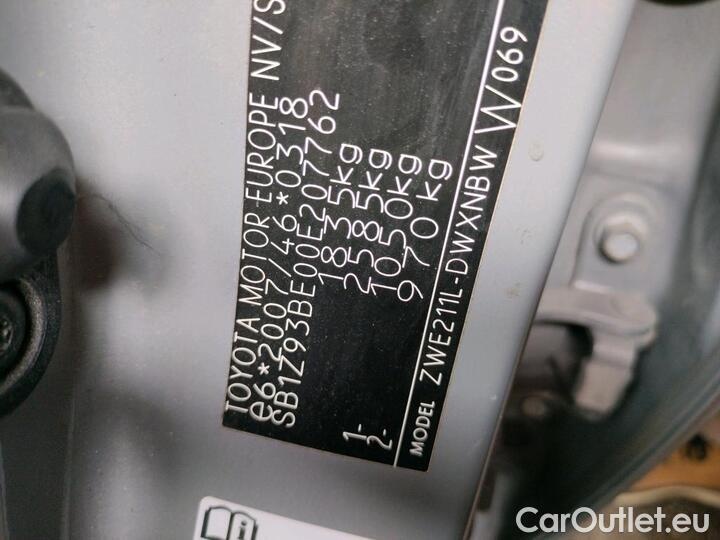 TOYOTA MOTOR EUROPE NV/S
e6*2007/46*0318
SB1Z93BE00E207762
1835kg
2585kg
1- 1050kg
2- 970kg
MODEL ZWE211L-DWXNBW W069
CarOutlet.eu